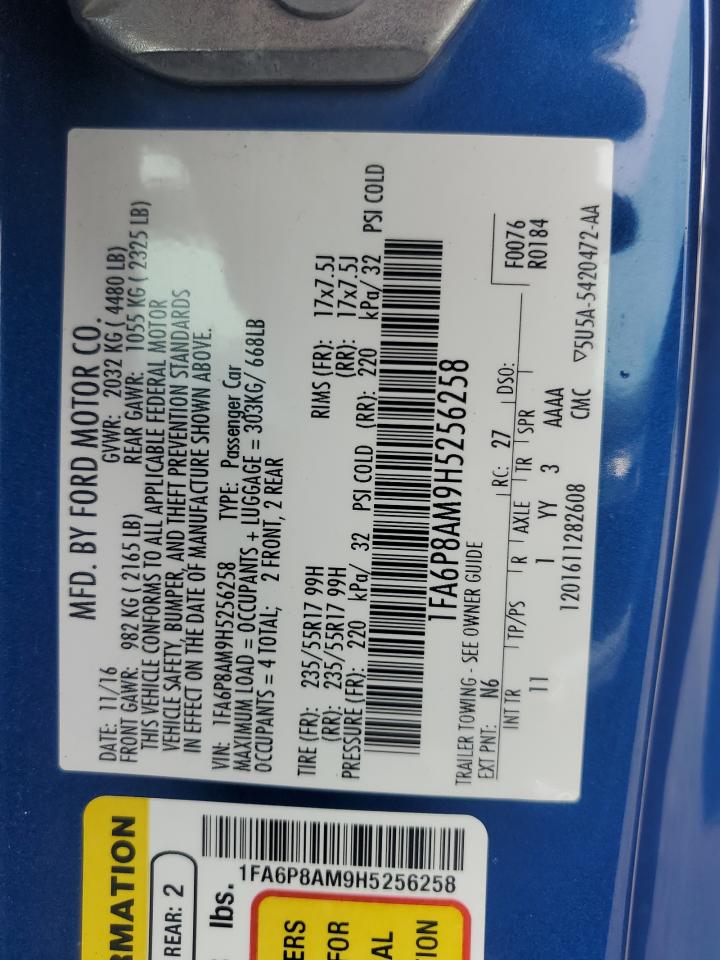 MFD. BY FORD MOTOR CO.
DATE: 11/16 GVWR: 2032 KG ( 4480 LB)
FRONT GAWR: 982 KG ( 2165 LB) REAR GAWR: 1055 KG ( 2325 LB)
THIS VEHICLE CONFORMS TO ALL APPLICABLE FEDERAL MOTOR
VEHICLE SAFETY, BUMPER, AND THEFT PREVENTION STANDARDS
IN EFFECT ON THE DATE OF MANUFACTURE SHOWN ABOVE.
VIN: 1FA6P8AM9H5256258 TYPE: Passenger Car
MAXIMUM LOAD = OCCUPANTS + LUGGAGE = 303KG/ 668LB
OCCUPANTS = 4 TOTAL; 2 FRONT, 2 REAR
TIRE (FR): 235/55R17 99H RIMS (FR): 17x7.5J
(RR): 235/55R17 99H (RR): 17x7.5J
PRESSURE (FR): 220 kPa/ 32 PSI COLD (RR): 220 kPa/ 32 PSI COLD
1FA6P8AM9H5256258
TRAILER TOWING - SEE OWNER GUIDE
EXT PNT: N6 RC: 27 DSO: F0076
R0184
INT TR TP/PS R AXLE TR SPR
11 1 YY 3 AAAA
1201611282608 CMC ▽5U5A-5420472-AA
RMATION
REAR: 2
lbs.
1FA6P8AM9H5256258
ERS
FOR
AL
ION